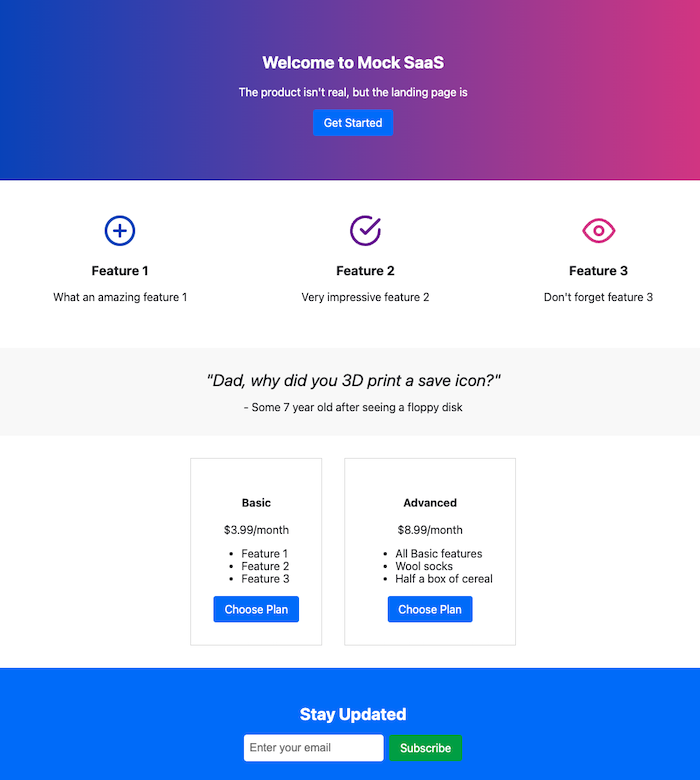 Welcome to Mock SaaS
The product isn't real, but the landing page is
Get Started
Feature 1
What an amazing feature 1
Feature 2
Very impressive feature 2
Feature 3
Don't forget feature 3
"Dad, why did you 3D print a save icon?"
- Some 7 year old after seeing a floppy disk
Basic
$3.99/month
• Feature 1
• Feature 2
• Feature 3
Choose Plan
Advanced
$8.99/month
• All Basic features
• Wool socks
• Half a box of cereal
Choose Plan
Stay Updated
Enter your email
Subscribe